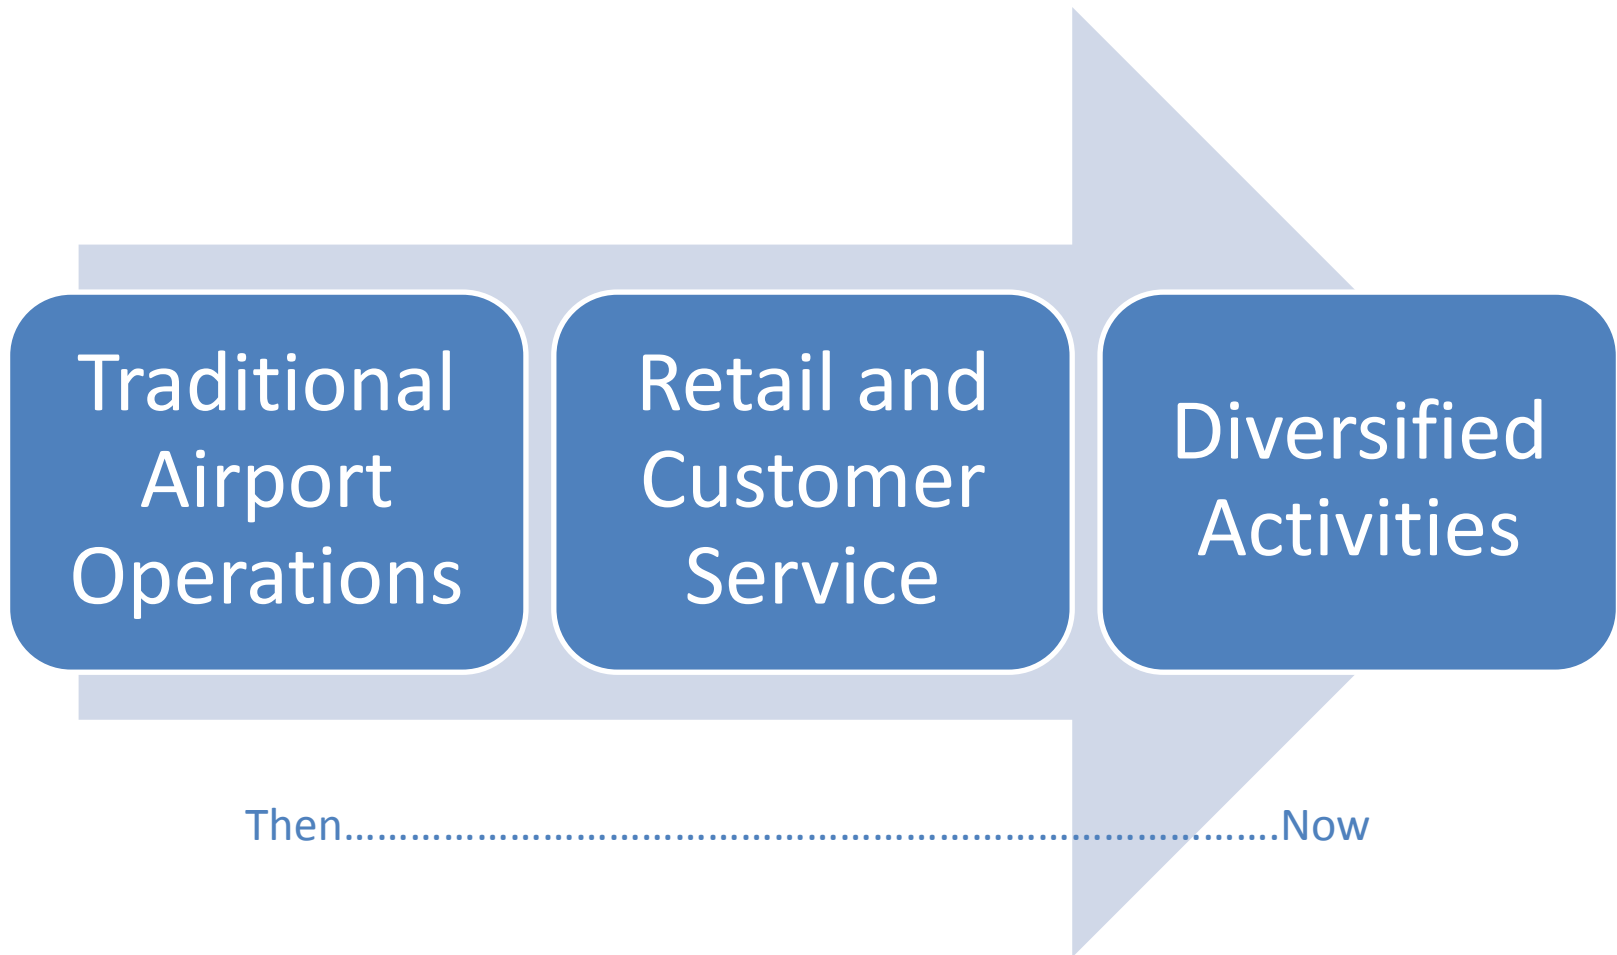 Traditional
Airport
Operations
Retail and
Customer
Service
Diversified
Activities
Then……………………………………………………………………………Now